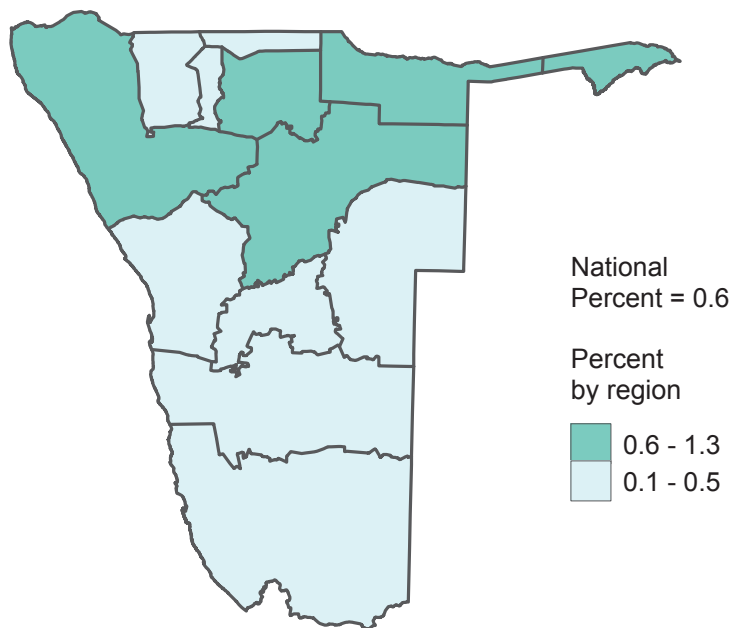 National
Percent = 0.6
Percent
by region
0.6 - 1.3
0.1 - 0.5